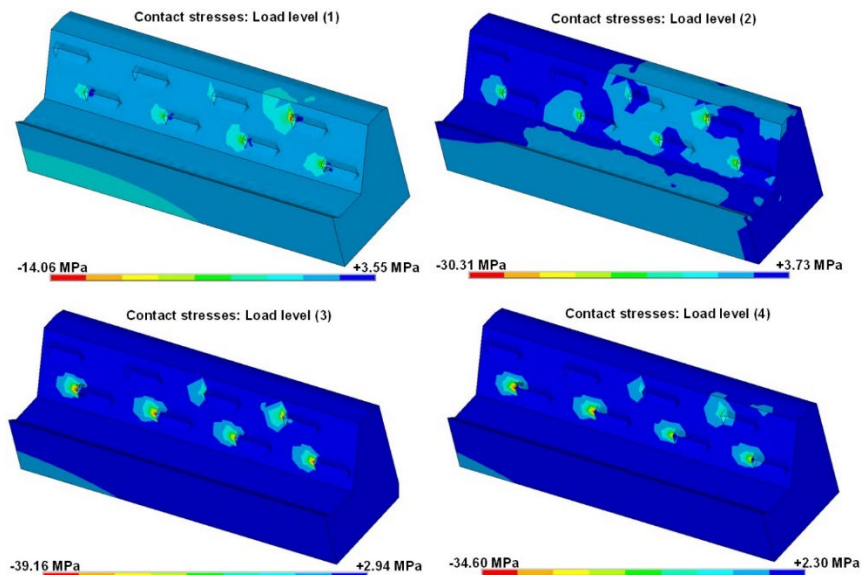 Contact stresses: Load level (1)
Contact stresses: Load level (2)
-14.06 MPa
+3.55 MPa
-30.31 MPa
+3.73 MPa
Contact stresses: Load level (3)
Contact stresses: Load level (4)
-39.16 MPa
+2.94 MPa
-34.60 MPa
+2.30 MPa